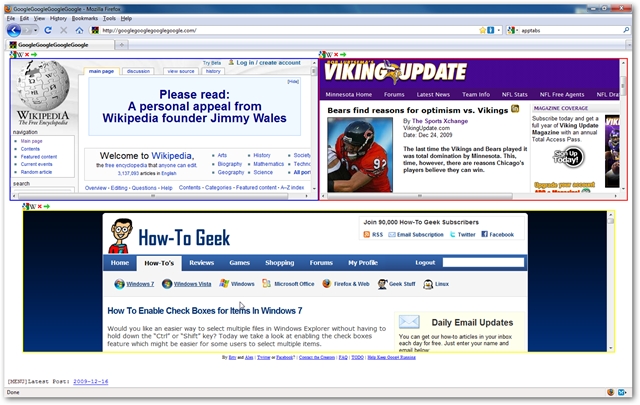 GoogleGoogleGoogleGoogle - Mozilla Firefox
File Edit View History Bookmarks Tools Help
http://googlegooglegooglegoogle.com/
apptabs
GoogleGoogleGoogleGoogle
Try Beta Log in / create account
main page discussion view source history
[Hide]
Please read:
A personal appeal from
Wikipedia founder Jimmy Wales
WIKIPEDIA
The Free Encyclopedia
navigation
Main page
Contents
Featured content
Current events
Random article
search
Welcome to Wikipedia,
the free encyclopedia that anyone can edit.
3,137,093 articles in English
Arts History Society
Biography Mathematics Techno
Geography Science All port
Overview · Editing · Questions · Help Contents · Categories · Featured content · A–Z index
VIKING UPDATE
Minnesota Home Forums Latest News Team Info NFL Stats NFL Free Agents NFL Dra
Bears find reasons for optimism vs. Vikings
By The Sports Xchange
VikingUpdate.com
Date: Dec 24, 2009
The last time the Vikings and Bears played it
was total domination by Minnesota. This,
time, however, there are reasons Chicago's
players believe they can win.
92
MAGAZINE COVERAGE
Subscribe today and get a
full year of Viking Update
Magazine with an annual
Total Access Pass.
Sign Up
Today!
Upgrade your account
How-To Geek
Join 90,000 How-To Geek Subscribers
RSS Email Subscription Twitter Facebook
Home How-To's Reviews Games Shopping Forums My Profile Logout
Windows 7 Windows Vista Windows Microsoft Office Firefox & Web Geek Stuff Linux
How To Enable Check Boxes for Items In Windows 7
Would you like an easier way to select multiple files in Windows Explorer without having to
hold down the "Ctrl" or "Shift" key? Today we take a look at enabling the check boxes
feature which might be easier for some users to select multiple items.
Daily Email Updates
You can get our how-to articles in your inbox
each day for free. Just enter your name and
email below:
By Eric and Alec | Twitter or Facebook? | Contact the Creators | FAQ | TODO | Help Keep Gooert Running
[MENU]Latest Post: 2009-12-16
Done